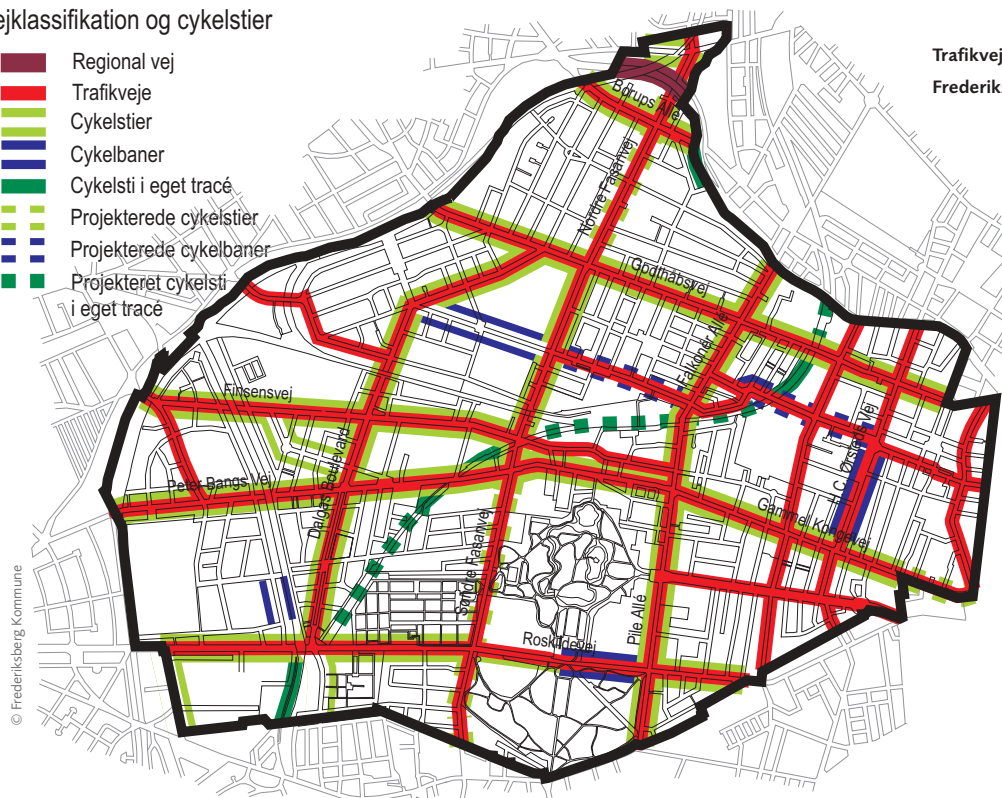 ejklassifikation og cykelstier
Regional vej
Trafikveje
Cykelstier
Cykelbaner
Cykelsti i eget tracé
Projekterede cykelstier
Projekterede cykelbaner
Projekteret cykelsti
i eget tracé
Trafikvej
Frederik
Borups Allé
Nordre Fasanvej
Godthåbsvej
Falkoner Alle
Finsensvej
Peter Bangs Vej
Dalgas Boulevard
H.C. Ørsteds Vej
Gammel Kongevej
Søndre Fasanvej
Pile Allé
Roskildevej
© Frederiksberg Kommune